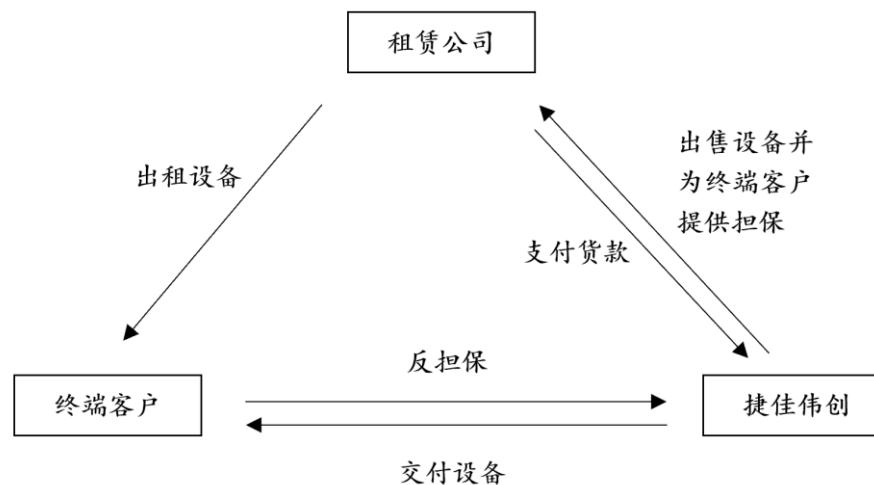 租赁公司
出售设备并
为终端客户
提供担保
出租设备
支付货款
反担保
终端客户
捷佳伟创
交付设备